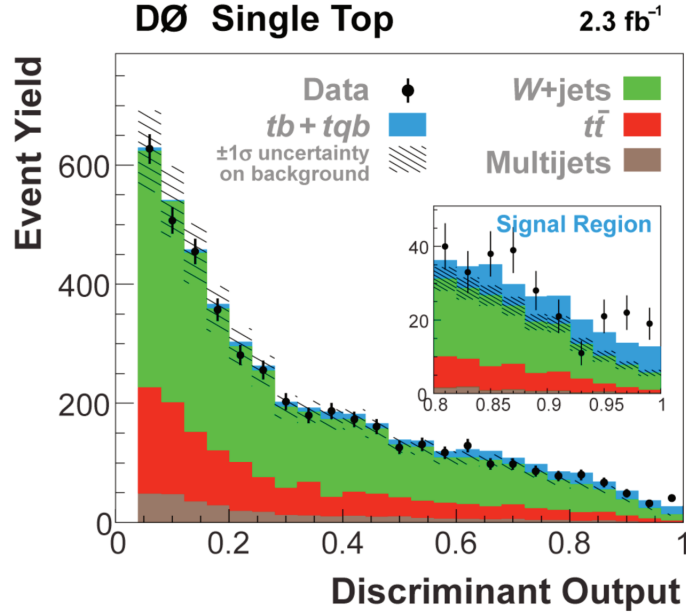 DØ Single Top 2.3 fb⁻¹
Event Yield
Data
tb + tqb
±1σ uncertainty
on background
W+jets
tt̄
Multijets
Signal Region
40
20
0
0.8 0.85 0.9 0.95 1
600
400
200
0
0 0.2 0.4 0.6 0.8 1
Discriminant Output